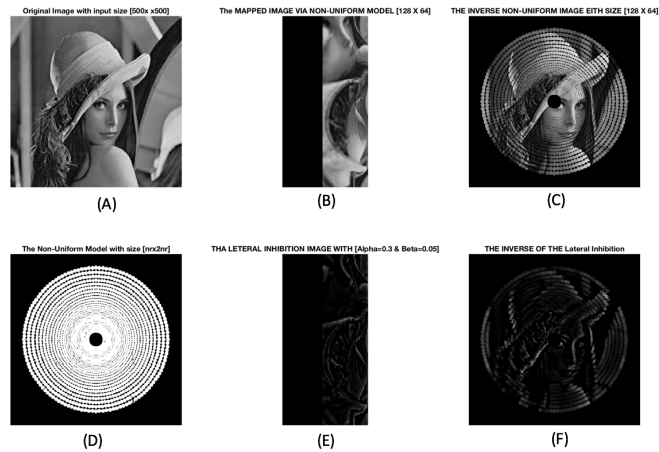 Original Image with input size [500x x500]
The MAPPED IMAGE VIA NON-UNIFORM MODEL [128 X 64]
THE INVERSE NON-UNIFORM IMAGE EITH SIZE [128 X 64]
(A)
(B)
(C)
The Non-Uniform Model with size [nrx2nr]
THA LETERAL INHIBITION IMAGE WITH [Alpha=0.3 & Beta=0.05]
THE INVERSE OF THE Lateral Inhibition
(D)
(E)
(F)